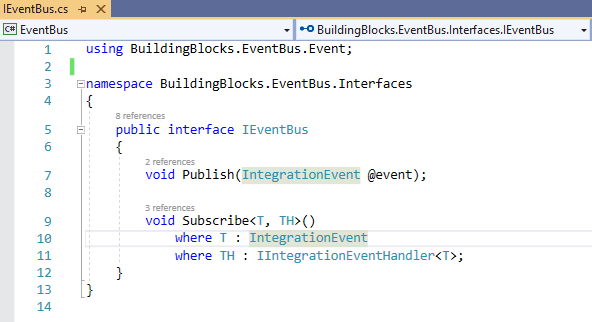 IEventBus.cs
C# EventBus
BuildingBlocks.EventBus.Interfaces.IEventBus
1 using BuildingBlocks.EventBus.Event;
2
3 namespace BuildingBlocks.EventBus.Interfaces
4 {
8 references
5 public interface IEventBus
6 {
2 references
7 void Publish(IntegrationEvent @event);
8
3 references
9 void Subscribe<T, TH>()
10 where T : IntegrationEvent
11 where TH : IIntegrationEventHandler<T>;
12 }
13 }
14